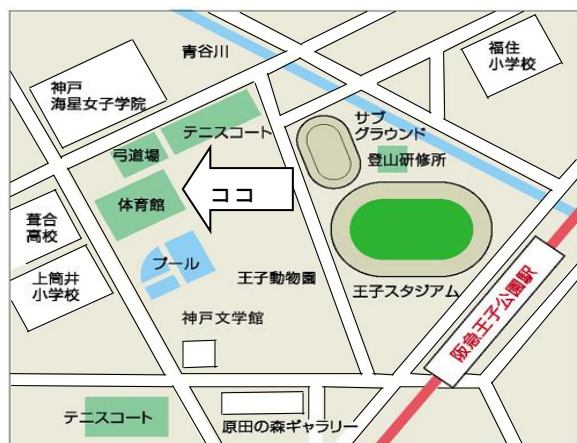 青谷川
福住
小学校
神戸
海星女子学院
サブ
グラウンド
テニスコート
弓道場
登山研修所
体育館
ココ
葺合
高校
プール
上筒井
小学校
王子動物園
王子スタジアム
神戸文学館
阪急王子公園駅
テニスコート
原田の森ギャラリー